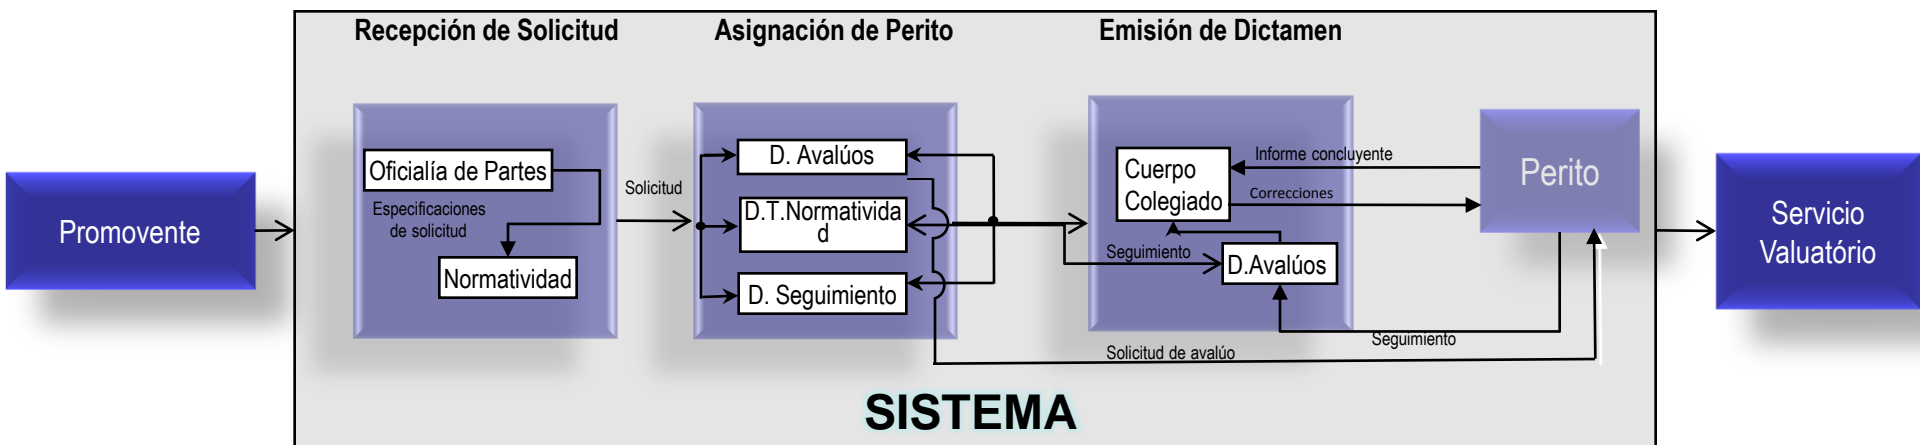 Recepción de Solicitud
Asignación de Perito
Emisión de Dictamen
Promovente
Oficialía de Partes
Especificaciones
de solicitud
Normatividad
Solicitud
D. Avalúos
D.T.Normativida
d
D. Seguimiento
Cuerpo
Colegiado
Informe concluyente
Correcciones
Seguimiento
D.Avalúos
Seguimiento
Solicitud de avalúo
Perito
Servicio
Valuatório
SISTEMA